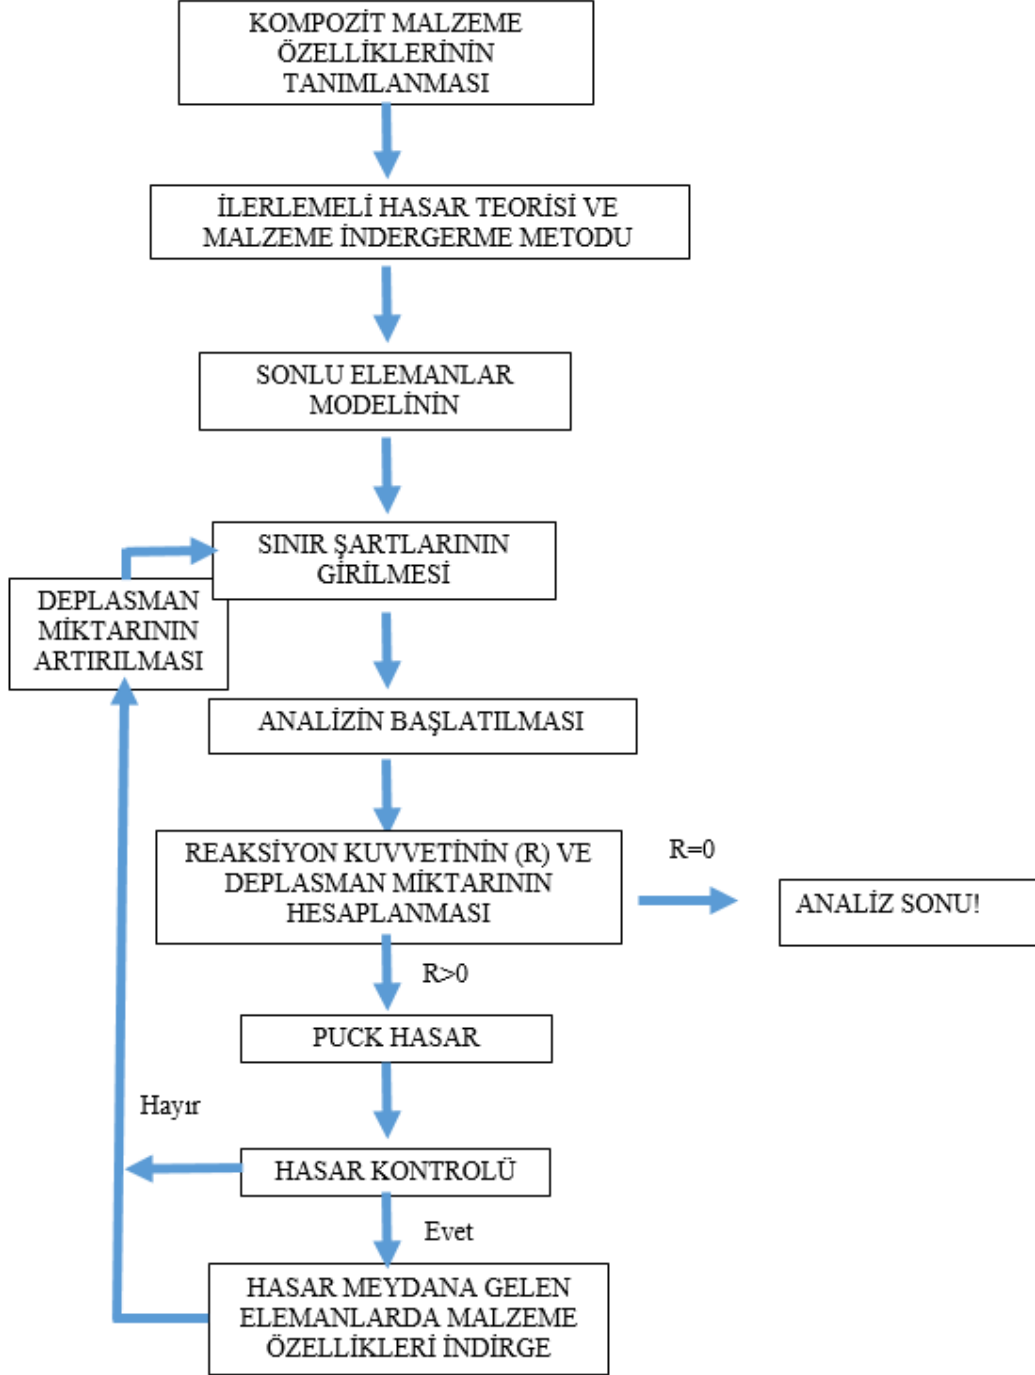 KOMPOZİT MALZEME
ÖZELLİKLERİNİN
TANIMLANMASI
İLERLEMELİ HASAR TEORİSİ VE
MALZEME İNDERGERME METODU
SONLU ELEMANLAR
MODELİNİN
SINIR ŞARTLARININ
GİRİLMESİ
DEPLASMAN
MİKTARININ
ARTIRILMASI
ANALİZİN BAŞLATILMASI
REAKSİYON KUVVETİNİN (R) VE
DEPLASMAN MİKTARININ
HESAPLANMASI
R=0
ANALİZ SONU!
R>0
PUCK HASAR
Hayır
HASAR KONTROLÜ
Evet
HASAR MEYDANA GELEN
ELEMANLARDA MALZEME
ÖZELLİKLERİ İNDİRGE